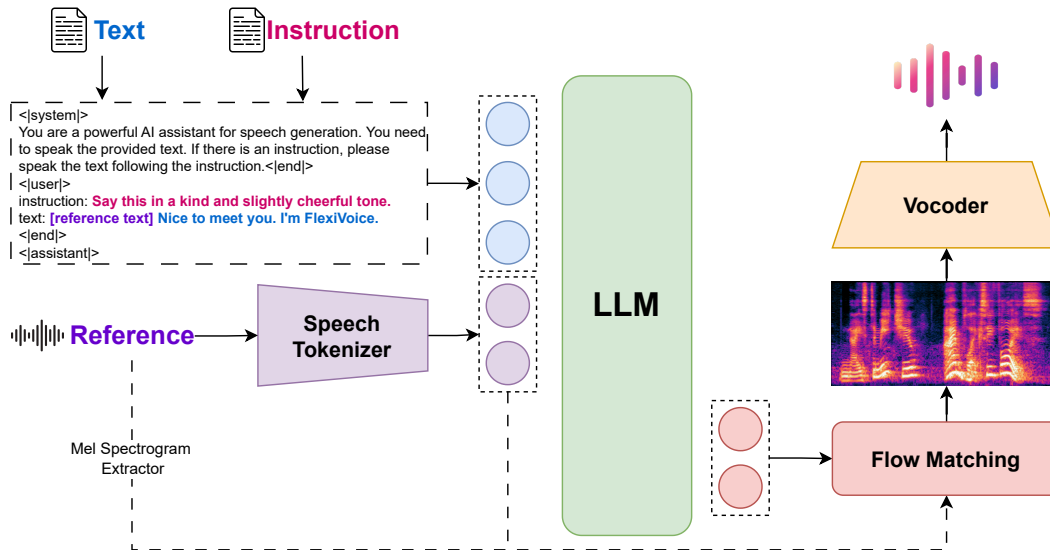 Text
Instruction
<|system|>
You are a powerful AI assistant for speech generation. You need
to speak the provided text. If there is an instruction, please
speak the text following the instruction.<|end|>
<|user|>
instruction: Say this in a kind and slightly cheerful tone.
text: [reference text] Nice to meet you. I'm FlexiVoice.
<|end|>
<|assistant|>
Reference
Speech
Tokenizer
Mel Spectrogram
Extractor
LLM
Vocoder
Flow Matching